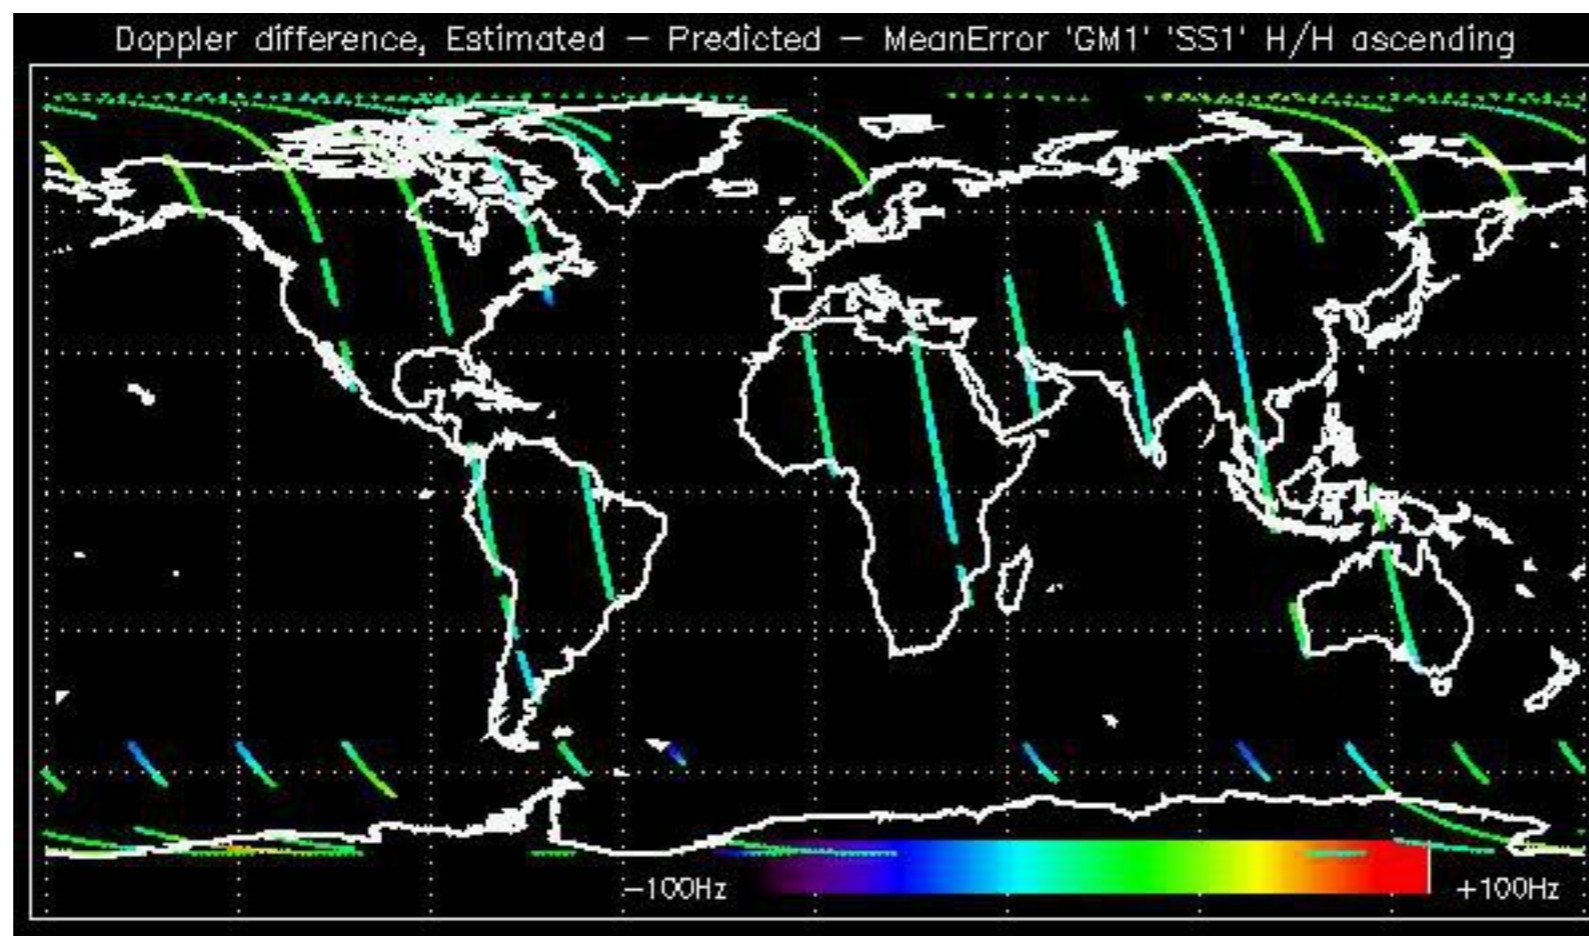 Doppler difference, Estimated – Predicted – MeanError 'GM1' 'SS1' H/H ascending
–100Hz
+100Hz